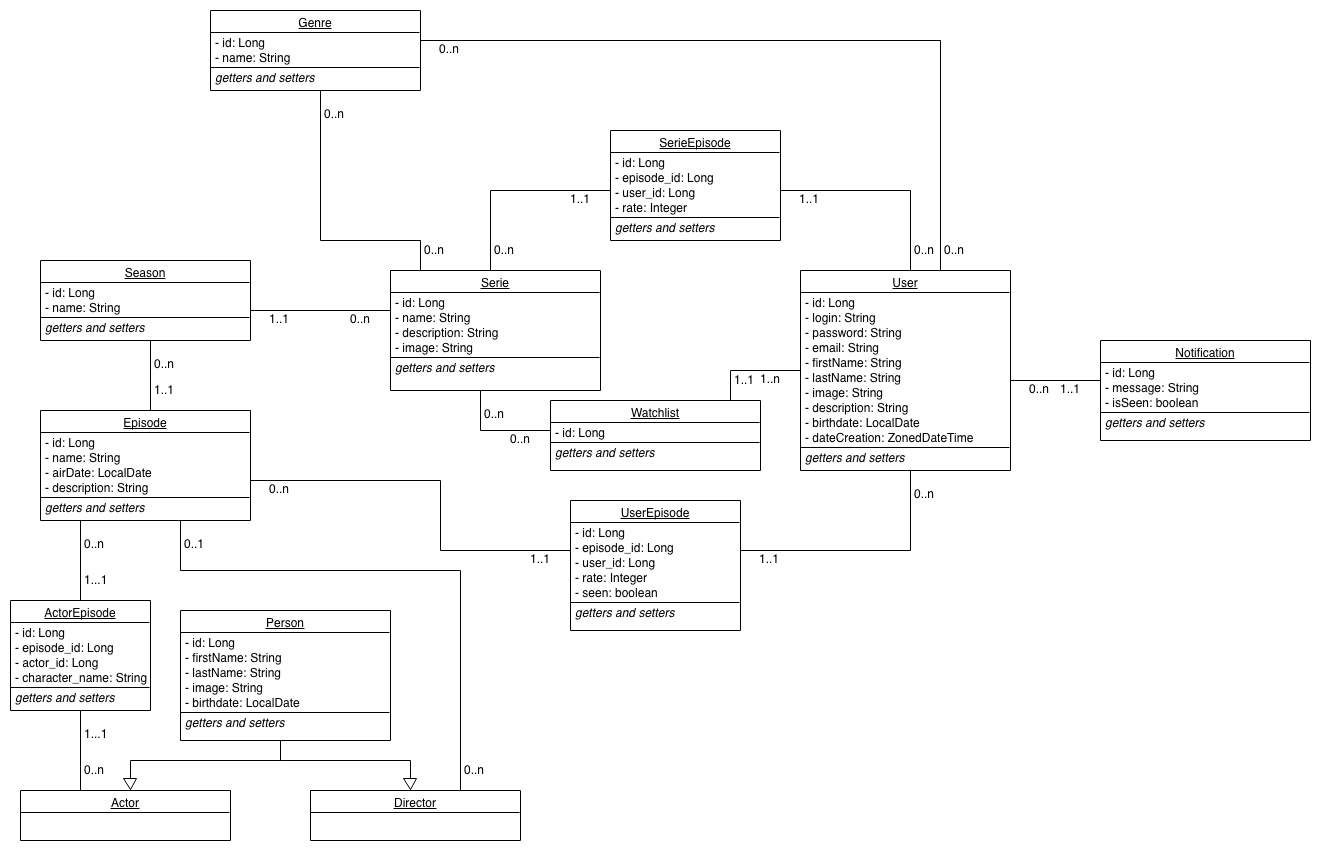 Genre
- id: Long
- name: String
getters and setters
0..n
0..n
SerieEpisode
- id: Long
- episode_id: Long
- user_id: Long
- rate: Integer
getters and setters
1..1
1..1
0..n
0..n
0..n
0..n
Season
- id: Long
- name: String
getters and setters
1..1
0..n
Serie
- id: Long
- name: String
- description: String
- image: String
getters and setters
User
- id: Long
- login: String
- password: String
- email: String
- firstName: String
- lastName: String
- image: String
- description: String
- birthdate: LocalDate
- dateCreation: ZonedDateTime
getters and setters
Notification
- id: Long
- message: String
- isSeen: boolean
getters and setters
0..n
1..1
0..n
1..1
1..1
1..n
0..n
0..n
Watchlist
- id: Long
getters and setters
Episode
- id: Long
- name: String
- airDate: LocalDate
- description: String
getters and setters
0..n
0..n
UserEpisode
- id: Long
- episode_id: Long
- user_id: Long
- rate: Integer
- seen: boolean
getters and setters
1..1
1..1
0..n
0..1
1...1
ActorEpisode
- id: Long
- episode_id: Long
- actor_id: Long
- character_name: String
getters and setters
Person
- id: Long
- firstName: String
- lastName: String
- image: String
- birthdate: LocalDate
getters and setters
1...1
0..n
0..n
Actor
Director